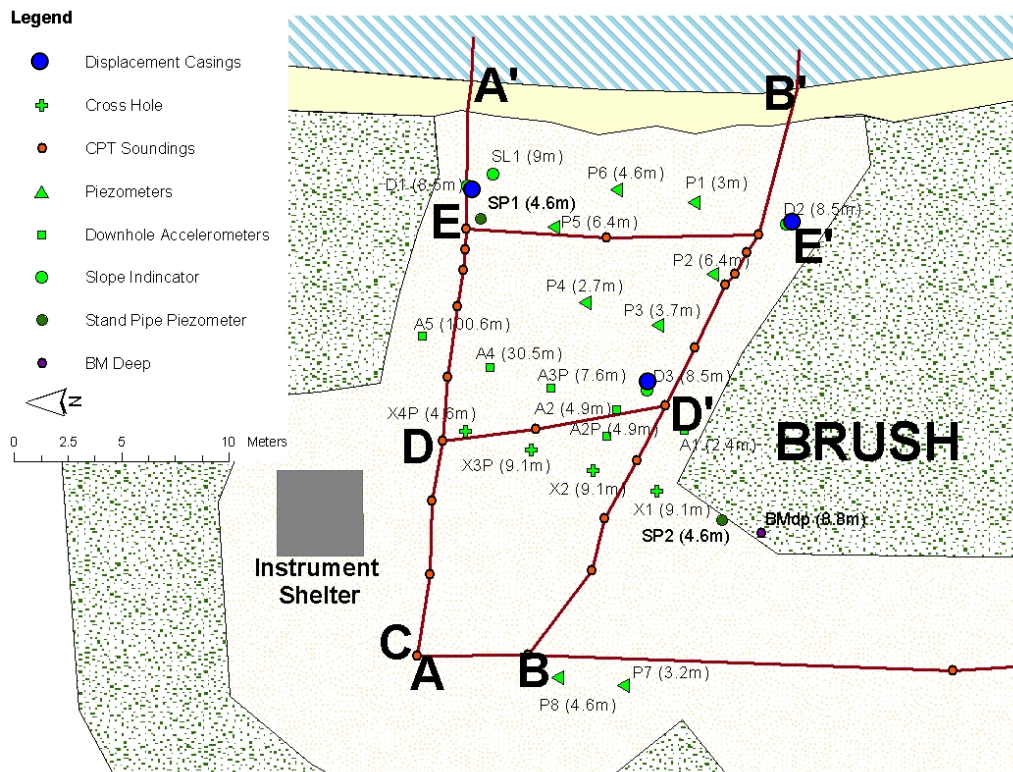 Legend
Displacement Casings
Cross Hole
CPT Soundings
Piezometers
Downhole Accelerometers
Slope Indincator
Stand Pipe Piezometer
BM Deep
N
0 2.5 5 10 Meters
A'
B'
SL1 (9m)
D1 (8.5m)
P6 (4.6m)
P1 (3m)
SP1 (4.6m)
D2 (8.5m)
E
P5 (6.4m)
E'
P2 (6.4m)
P4 (2.7m)
P3 (3.7m)
A5 (100.6m)
A4 (30.5m)
A3P (7.6m)
D3 (8.5m)
X4P (4.6m)
A2 (4.9m)
D'
A2P (4.9m)
A1 (2.4m)
D
BRUSH
X3P (9.1m)
X2 (9.1m)
X1 (9.1m)
BMdp (8.8m)
SP2 (4.6m)
Instrument
Shelter
C
A
B
P7 (3.2m)
P8 (4.6m)